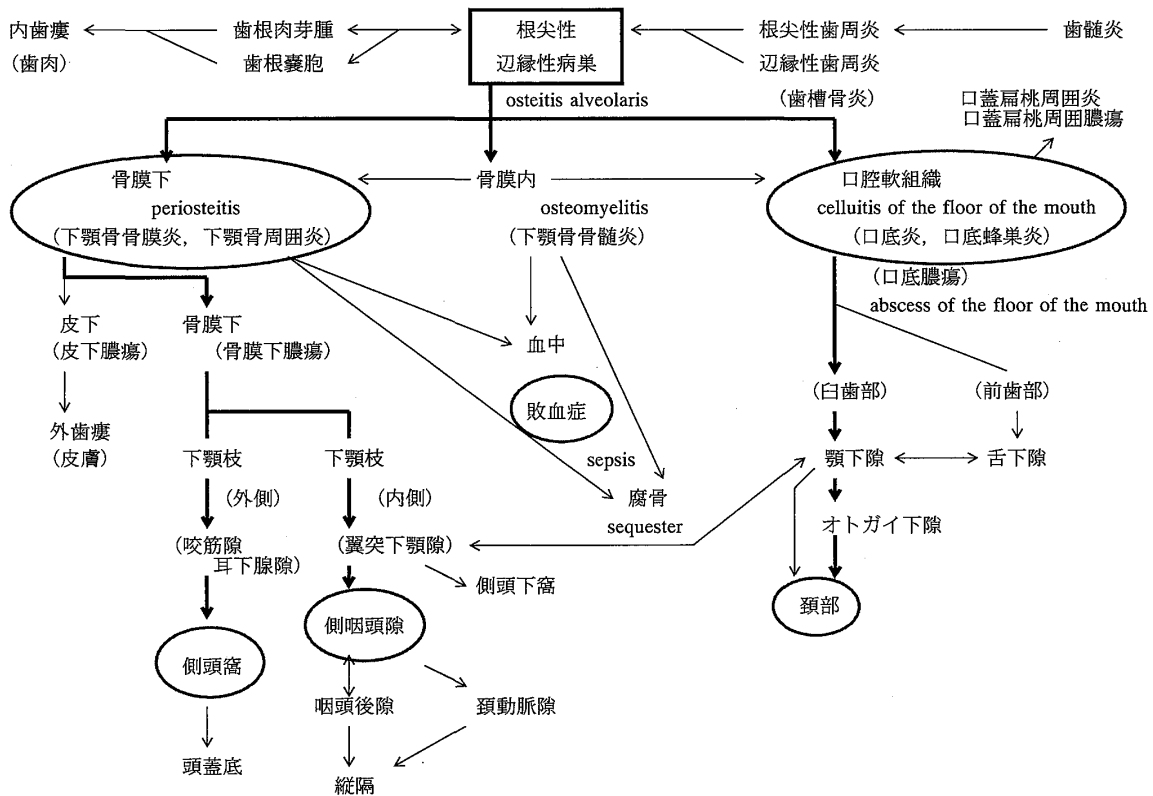 内歯瘻
(歯肉)
歯根肉芽腫
歯根嚢胞
根尖性
辺縁性病巣
根尖性歯周炎
辺縁性歯周炎
(歯槽骨炎)
歯髄炎
osteitis alveolaris
口蓋扁桃周囲炎
口蓋扁桃周囲膿瘍
骨膜下
periosteitis
(下顎骨骨膜炎，下顎骨周囲炎)
骨膜内
osteomyelitis
(下顎骨骨髄炎)
口腔軟組織
celluitis of the floor of the mouth
(口底炎，口底蜂巣炎)
(口底膿瘍)
abscess of the floor of the mouth
皮下
(皮下膿瘍)
骨膜下
(骨膜下膿瘍)
血中
敗血症
sepsis
腐骨
sequester
外歯瘻
(皮膚)
下顎枝
(外側)
(咬筋隙
耳下腺隙)
側頭窩
頭蓋底
下顎枝
(内側)
(翼突下顎隙)
側頭下窩
側咽頭隙
咽頭後隙
頚動脈隙
縦隔
(臼歯部)
(前歯部)
顎下隙
舌下隙
オトガイ下隙
頚部